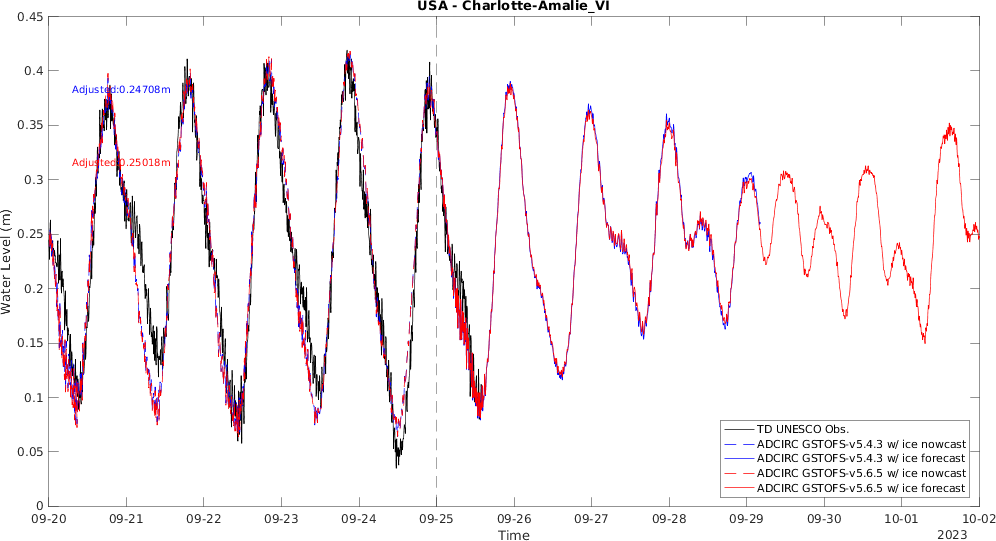 USA - Charlotte-Amalie_VI
0.45
0.4
0.35
0.3
0.25
0.2
0.15
0.1
0.05
0
Water Level (m)
Adjusted:0.24708m
Adjusted:0.25018m
TD UNESCO Obs.
ADCIRC GSTOFS-v5.4.3 w/ ice nowcast
ADCIRC GSTOFS-v5.4.3 w/ ice forecast
ADCIRC GSTOFS-v5.6.5 w/ ice nowcast
ADCIRC GSTOFS-v5.6.5 w/ ice forecast
09-20 09-21 09-22 09-23 09-24 09-25 09-26 09-27 09-28 09-29 09-30 10-01 10-02
Time
2023